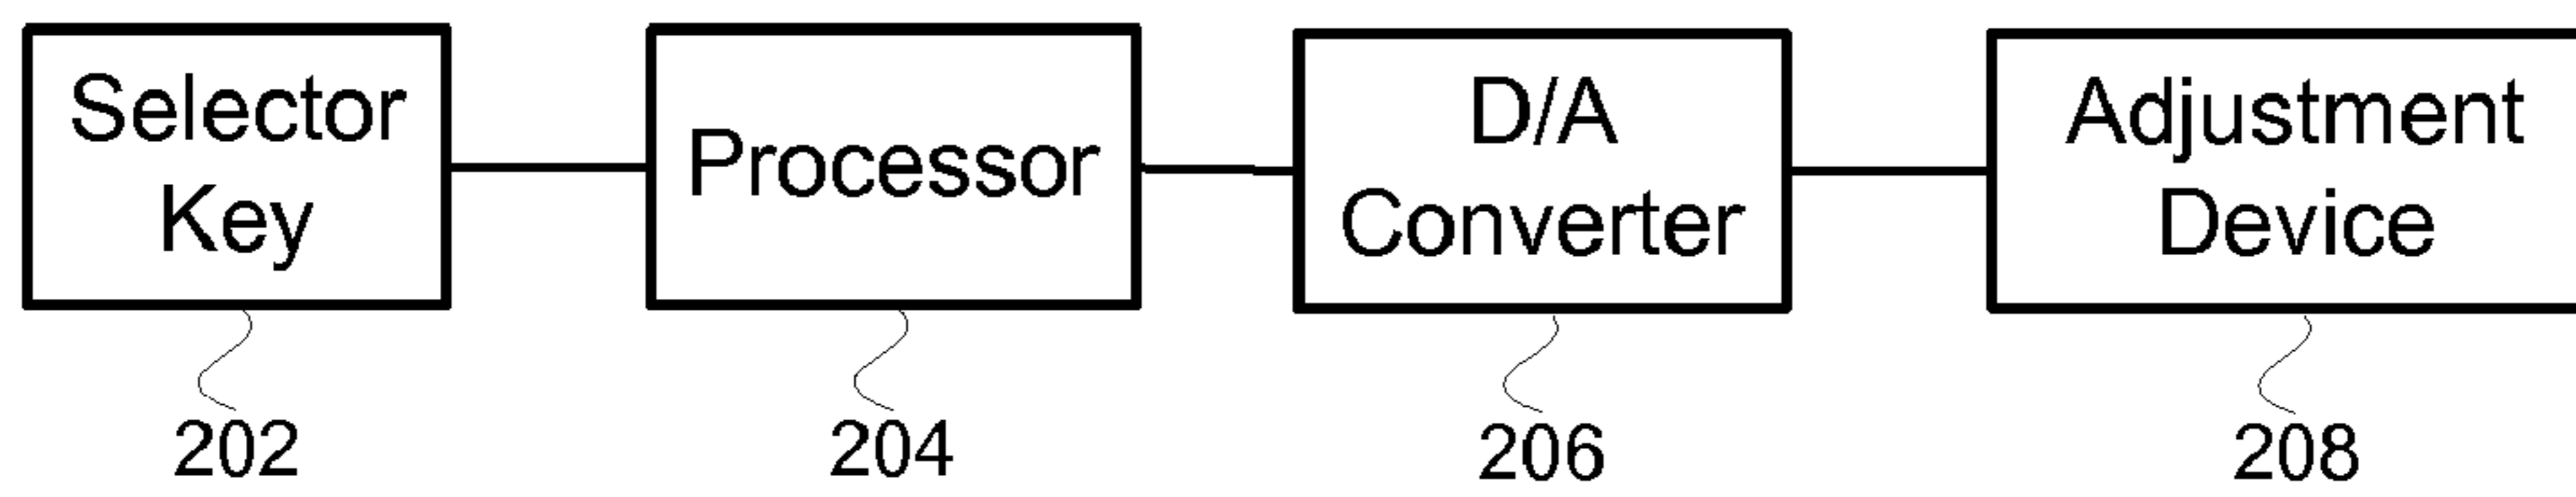 Selector
Key
Processor
D/A
Converter
Adjustment
Device
202
204
206
208